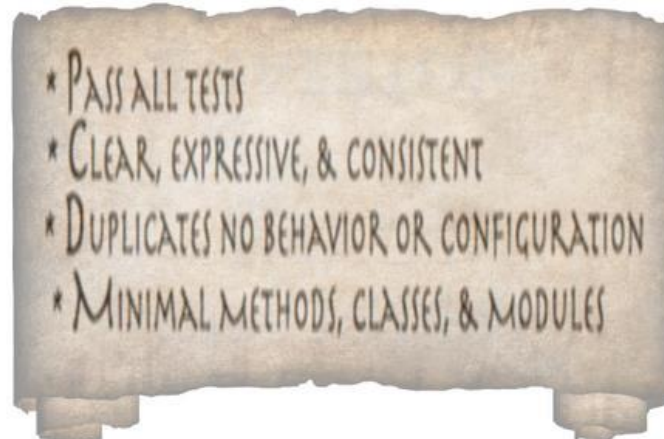 * Pass all tests
* Clear, expressive, & consistent
* Duplicates no behavior or configuration
* Minimal methods, classes, & modules